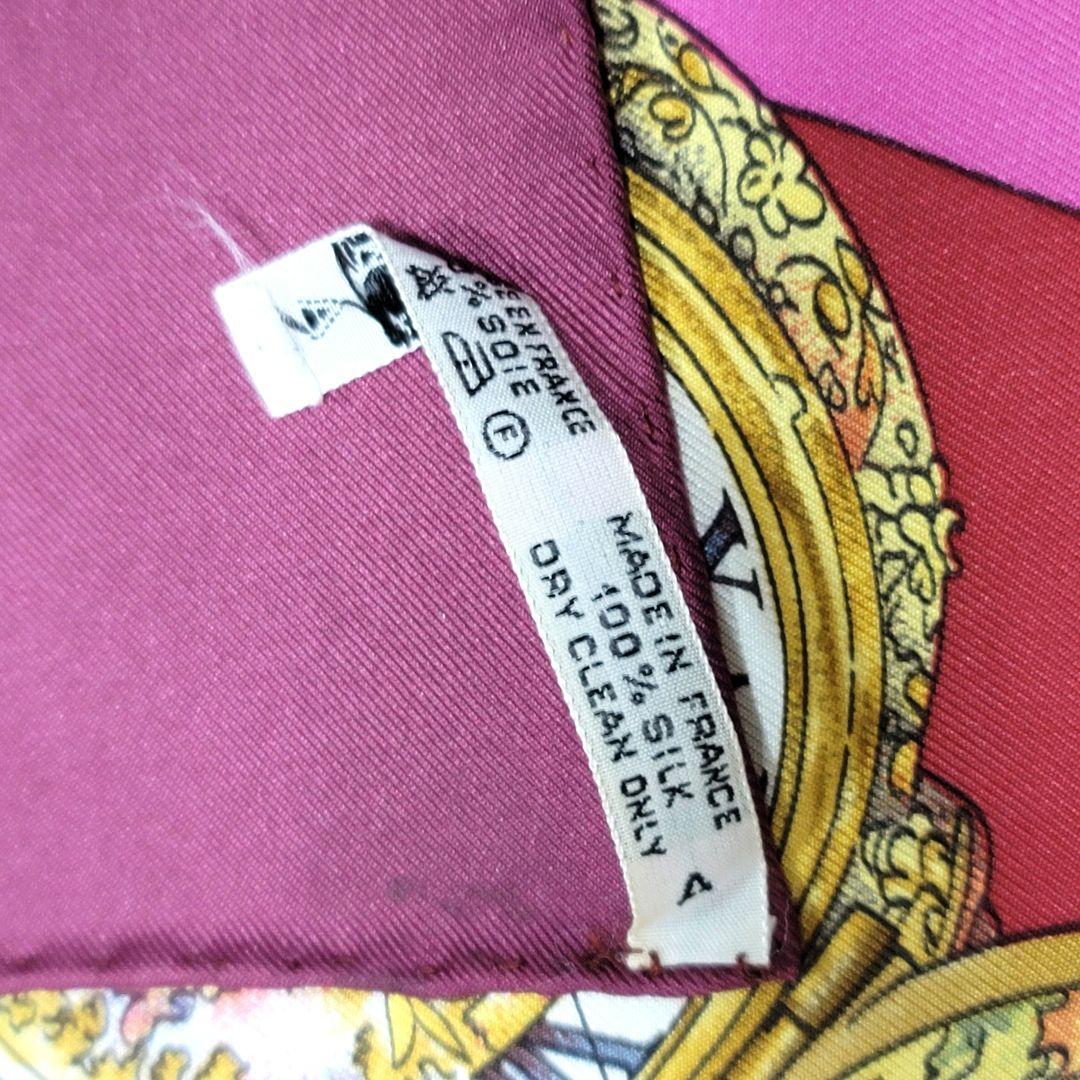 EN FRANCE
% SOIE
F
MADE IN FRANCE
100% SILK
DRY CLEAN ONLY
A